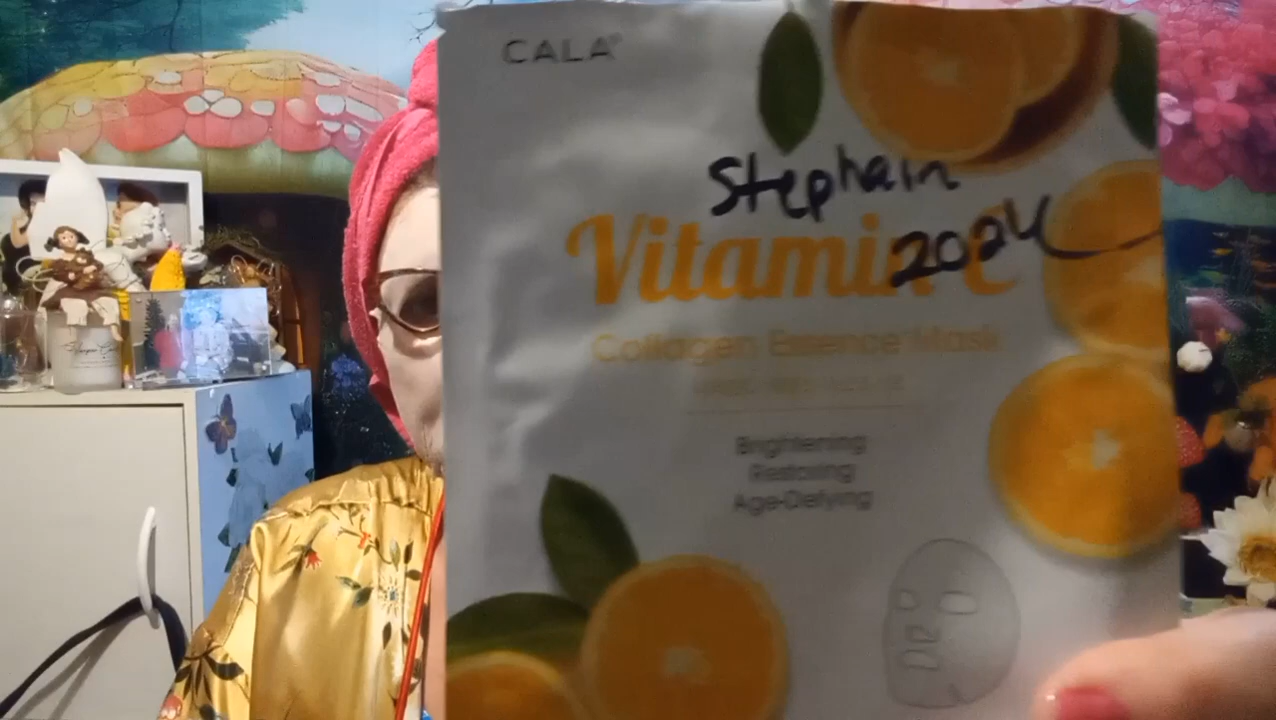 CALA®
Stephain
2024
Vitamin C
Collagen Essence Mask
Brightening
Restoring
Age-Defying